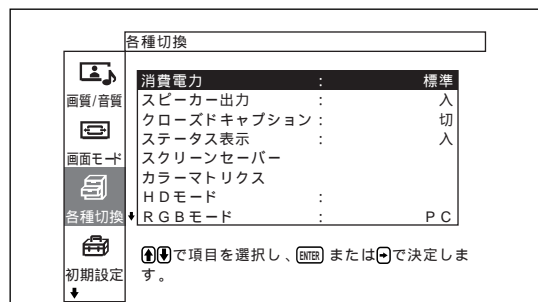 各種切換
画質/音質
画面モード
各種切換
初期設定
消費電力 : 標準
スピーカー出力 : 入
クローズドキャプション : 切
ステータス表示 : 入
スクリーンセーバー
カラーマトリクス
HDモード :
RGBモード : PC
で項目を選択し、ENTERまたはで決定しま
す。